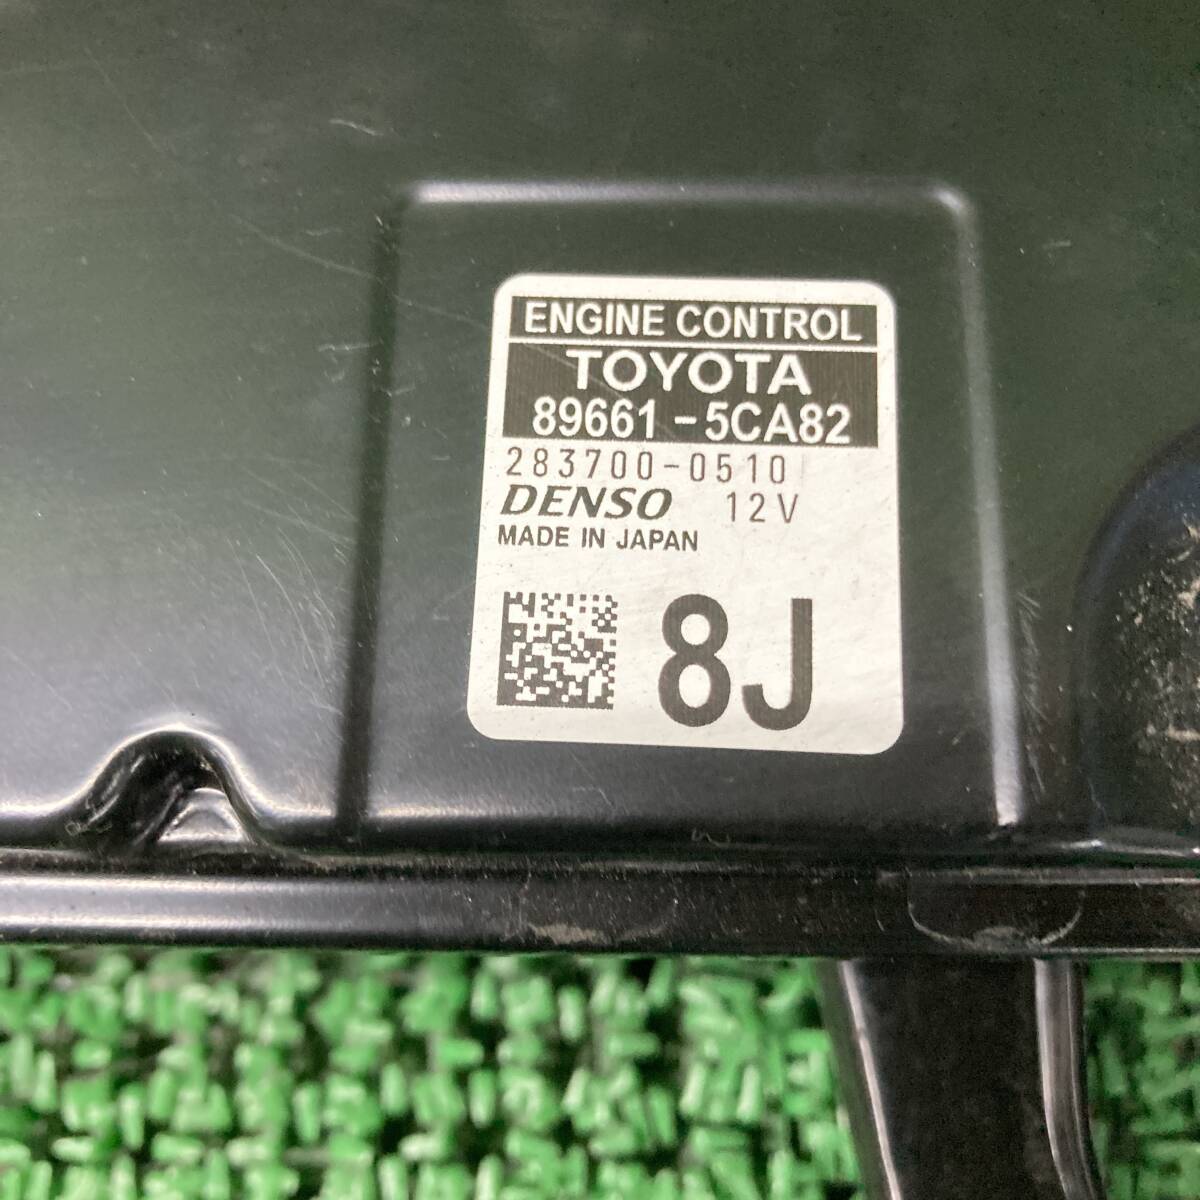 ENGINE CONTROL
TOYOTA
89661-5CA82
283700-0510
DENSO 12V
MADE IN JAPAN
8J